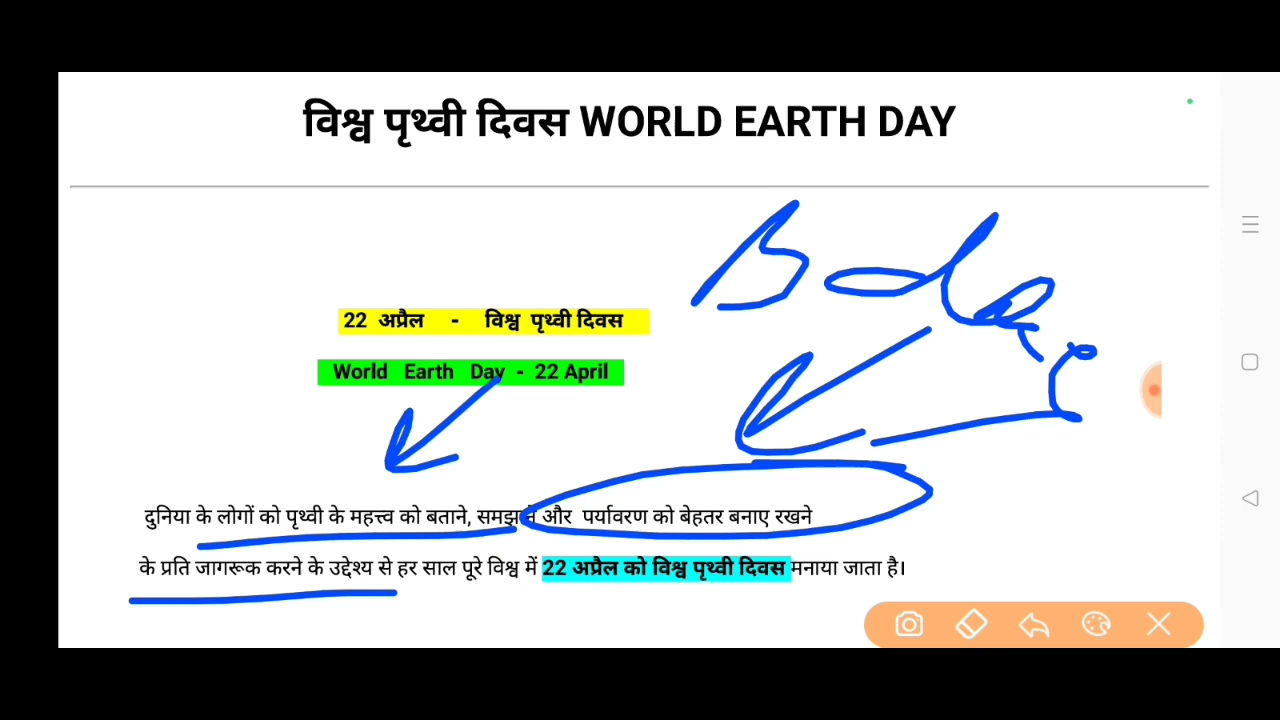 विश्व पृथ्वी दिवस WORLD EARTH DAY
22 अप्रैल - विश्व पृथ्वी दिवस
World Earth Day - 22 April
दुनिया के लोगों को पृथ्वी के महत्त्व को बताने, समझने और पर्यावरण को बेहतर बनाए रखने
के प्रति जागरूक करने के उद्देश्य से हर साल पूरे विश्व में 22 अप्रैल को विश्व पृथ्वी दिवस मनाया जाता है।